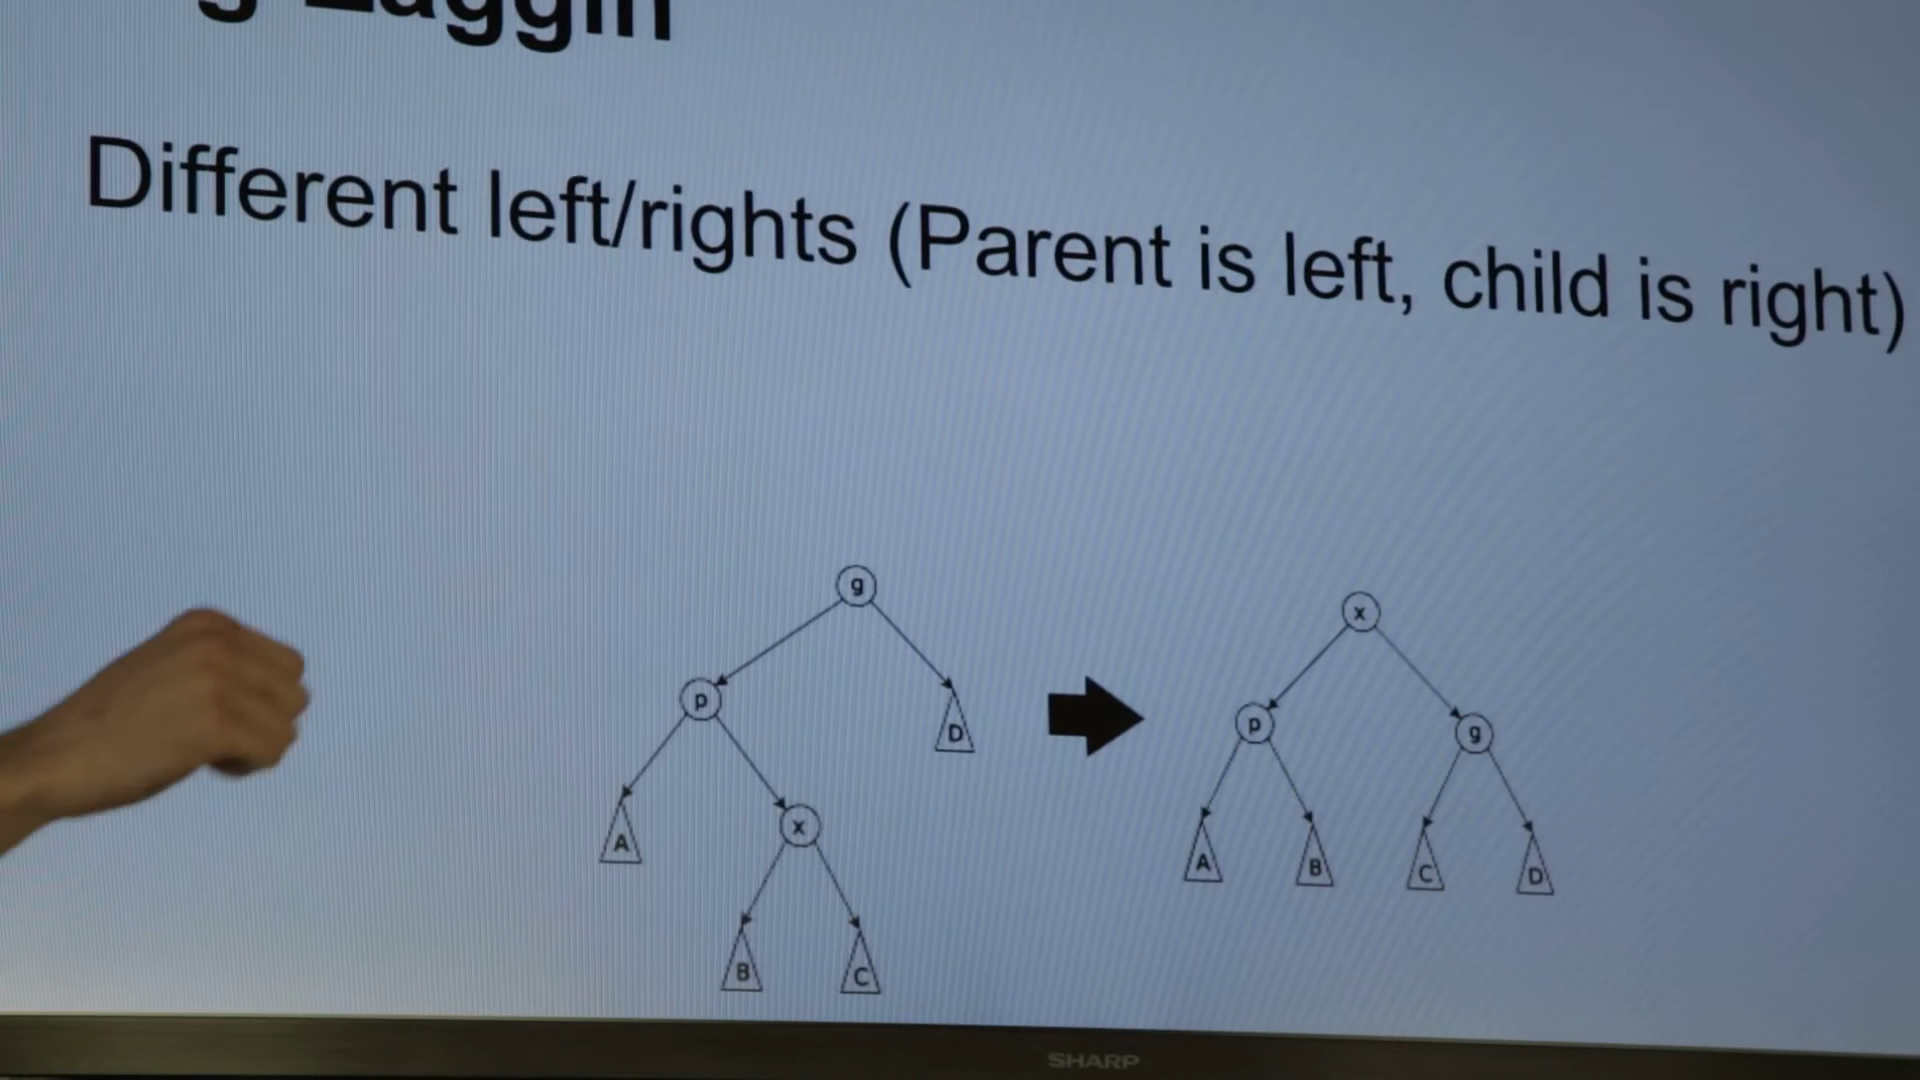 Different left/rights (Parent is left, child is right)
g
x
p
D
p
g
A
x
A
B
C
D
B
C
SHARP